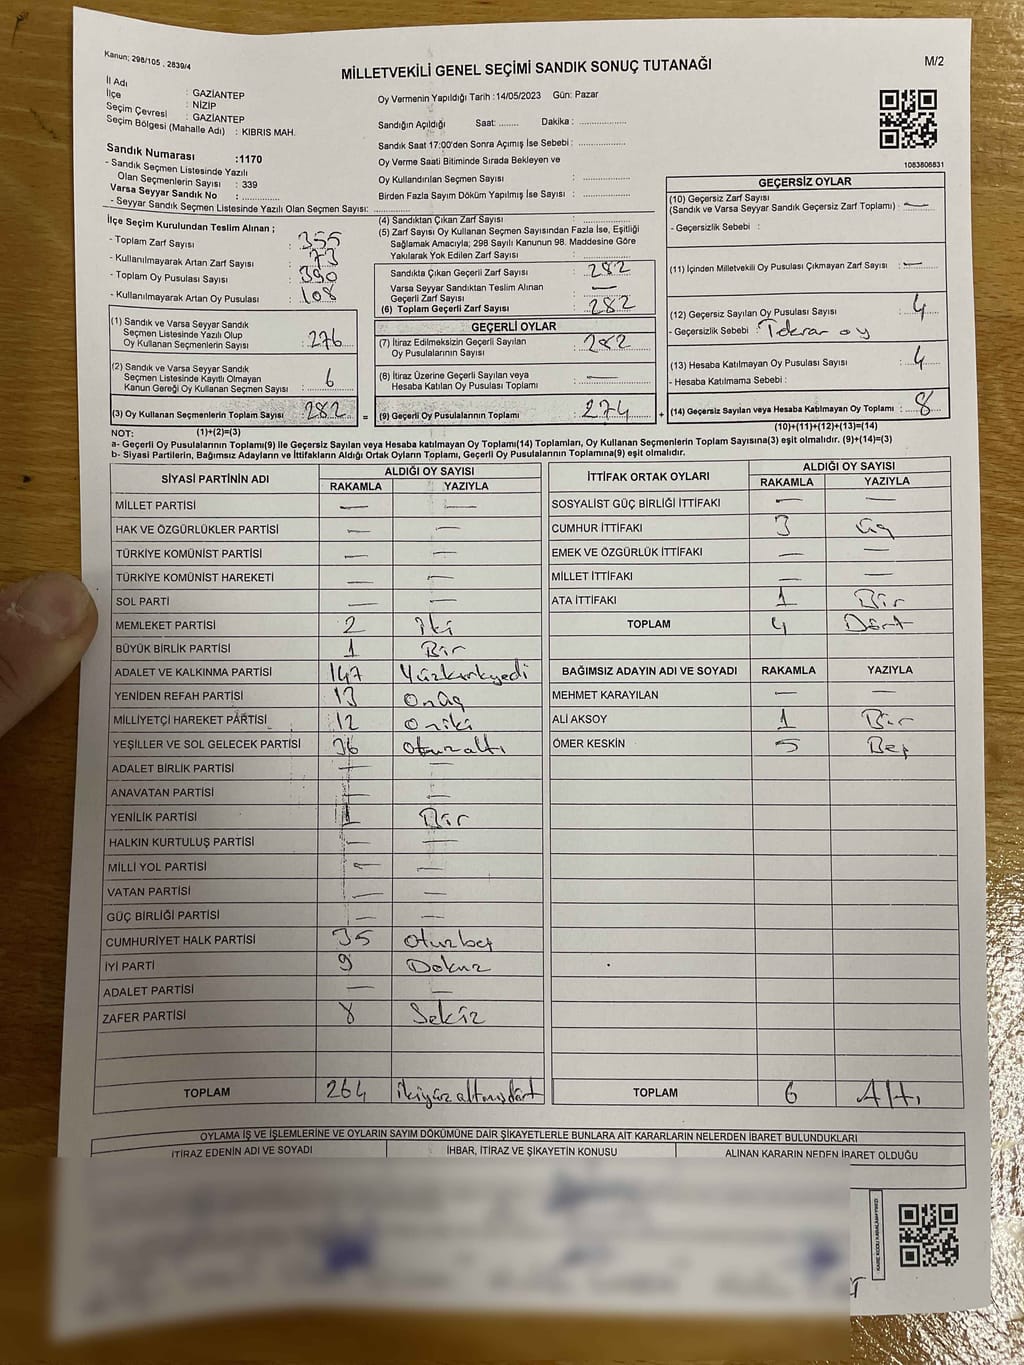 Kanun; 298/105 , 2839/4
MİLLETVEKİLİ GENEL SEÇİMİ SANDIK SONUÇ TUTANAĞI
M/2
İl Adı : GAZİANTEP
İlçe : NİZİP
Seçim Çevresi : GAZİANTEP
Seçim Bölgesi (Mahalle Adı) : KIBRIS MAH.
Sandık Numarası :1170
- Sandık Seçmen Listesinde Yazılı
Olan Seçmenlerin Sayısı : 339
Varsa Seyyar Sandık No : ..............
- Seyyar Sandık Seçmen Listesinde Yazılı Olan Seçmen Sayısı: ..............
Oy Vermenin Yapıldığı Tarih :14/05/2023 Gün: Pazar
Sandığın Açıldığı Saat: ........ Dakika : ..............
Sandık Saat 17:00'den Sonra Açımış İse Sebebi : ..............
Oy Verme Saati Bitiminde Sırada Bekleyen ve
Oy Kullandırılan Seçmen Sayısı : ..............
Birden Fazla Sayım Döküm Yapılmış İse Sayısı : ..............
1083806831
İlçe Seçim Kurulundan Teslim Alınan ;
- Toplam Zarf Sayısı : 355
- Kullanılmayarak Artan Zarf Sayısı : 73
- Toplam Oy Pusulası Sayısı : 390
- Kullanılmayarak Artan Oy Pusulası : 108
(1) Sandık ve Varsa Seyyar Sandık
Seçmen Listesinde Yazılı Olup
Oy Kullanan Seçmenlerin Sayısı : 276
(2) Sandık ve Varsa Seyyar Sandık
Seçmen Listesinde Kayıtlı Olmayan
Kanun Gereği Oy Kullanan Seçmen Sayısı : 6
(3) Oy Kullanan Seçmenlerin Toplam Sayısı : 282 =
(4) Sandıktan Çıkan Zarf Sayısı : ..............
(5) Zarf Sayısı Oy Kullanan Seçmen Sayısından Fazla İse, Eşitliği
Sağlamak Amacıyla; 298 Sayılı Kanunun 98. Maddesine Göre
Yakılarak Yok Edilen Zarf Sayısı : ..............
Sandıkta Çıkan Geçerli Zarf Sayısı : 282
Varsa Seyyar Sandıktan Teslim Alınan
Geçerli Zarf Sayısı : —
(6) Toplam Geçerli Zarf Sayısı : 282
GEÇERLİ OYLAR
(7) İtiraz Edilmeksizin Geçerli Sayılan
Oy Pusulalarının Sayısı : 282
(8) İtiraz Üzerine Geçerli Sayılan veya
Hesaba Katılan Oy Pusulası Toplamı : —
(9) Geçerli Oy Pusulalarının Toplamı : 274 +
GEÇERSİZ OYLAR
(10) Geçersiz Zarf Sayısı
(Sandık ve Varsa Seyyar Sandık Geçersiz Zarf Toplamı) : —
- Geçersizlik Sebebi :
(11) İçinden Milletvekili Oy Pusulası Çıkmayan Zarf Sayısı : —
(12) Geçersiz Sayılan Oy Pusulası Sayısı : 4
- Geçersizlik Sebebi : Tekrar oy
(13) Hesaba Katılmayan Oy Pusulası Sayısı : 4
- Hesaba Katılmama Sebebi :
(14) Geçersiz Sayılan veya Hesaba Katılmayan Oy Toplamı : 8
NOT: (1)+(2)=(3)
(10)+(11)+(12)+(13)=(14)
a- Geçerli Oy Pusulalarının Toplamı(9) ile Geçersiz Sayılan veya Hesaba katılmayan Oy Toplamı(14) Toplamları, Oy Kullanan Seçmenlerin Toplam Sayısına(3) eşit olmalıdır. (9)+(14)=(3)
b- Siyasi Partilerin, Bağımsız Adayların ve İttifakların Aldığı Ortak Oyların Toplamı, Geçerli Oy Pusulalarının Toplamına(9) eşit olmalıdır.
SİYASİ PARTİNİN ADI ALDIĞI OY SAYISI
RAKAMLA YAZIYLA
MİLLET PARTİSİ — —
HAK VE ÖZGÜRLÜKLER PARTİSİ — —
TÜRKİYE KOMÜNİST PARTİSİ — —
TÜRKİYE KOMÜNİST HAREKETİ — —
SOL PARTİ — —
MEMLEKET PARTİSİ 2 iki
BÜYÜK BİRLİK PARTİSİ 1 Bir
ADALET VE KALKINMA PARTİSİ 147 Yüzkırkyedi
YENİDEN REFAH PARTİSİ 13 onüç
MİLLİYETÇİ HAREKET PARTİSİ 12 oniki
YEŞİLLER VE SOL GELECEK PARTİSİ 36 otuzaltı
ADALET BİRLİK PARTİSİ — —
ANAVATAN PARTİSİ — —
YENİLİK PARTİSİ 1 Bir
HALKIN KURTULUŞ PARTİSİ — —
MİLLİ YOL PARTİSİ — —
VATAN PARTİSİ — —
GÜÇ BİRLİĞİ PARTİSİ — —
CUMHURİYET HALK PARTİSİ 35 otuzbeş
İYİ PARTİ 9 Dokuz
ADALET PARTİSİ — —
ZAFER PARTİSİ 8 Sekiz
TOPLAM 264 ikiyüzaltmışdört
İTTİFAK ORTAK OYLARI ALDIĞI OY SAYISI
RAKAMLA YAZIYLA
SOSYALİST GÜÇ BİRLİĞİ İTTİFAKI — —
CUMHUR İTTİFAKI 3 üç
EMEK VE ÖZGÜRLÜK İTTİFAKI — —
MİLLET İTTİFAKI — —
ATA İTTİFAKI 1 Bir
TOPLAM 4 Dört
BAĞIMSIZ ADAYIN ADI VE SOYADI RAKAMLA YAZIYLA
MEHMET KARAYILAN — —
ALİ AKSOY 1 Bir
ÖMER KESKİN 5 Beş
TOPLAM 6 Altı
OYLAMA İŞ VE İŞLEMLERİNE VE OYLARIN SAYIM DÖKÜMÜNE DAİR ŞİKAYETLERLE BUNLARA AİT KARARLARIN NELERDEN İBARET BULUNDUKLARI
İTİRAZ EDENİN ADI VE SOYADI İHBAR, İTİRAZ VE ŞİKAYETİN KONUSU ALINAN KARARIN NEDEN İBARET OLDUĞU